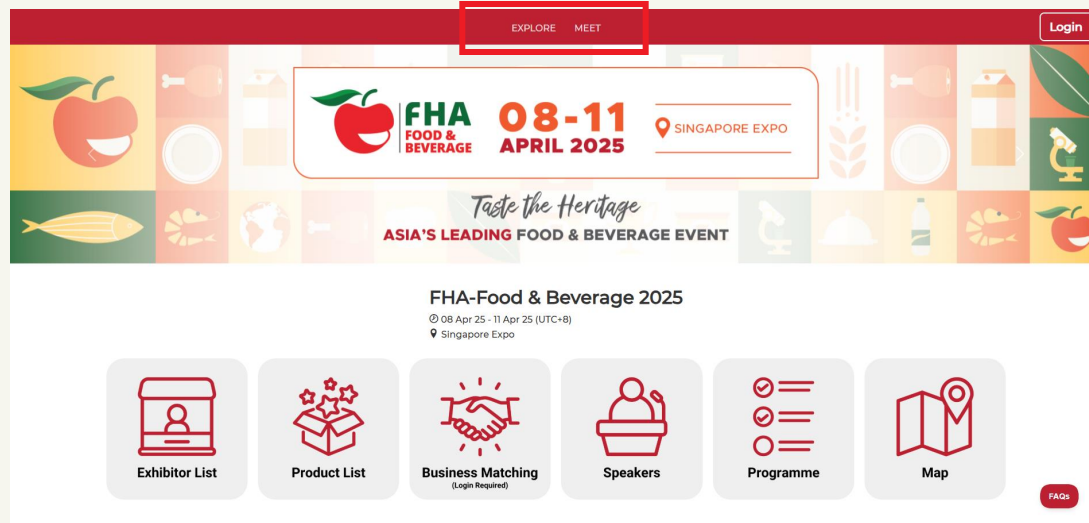 EXPLORE MEET
Login
FHA
FOOD &
BEVERAGE
08-11
APRIL 2025
SINGAPORE EXPO
Taste the Heritage
ASIA'S LEADING FOOD & BEVERAGE EVENT
FHA-Food & Beverage 2025
08 Apr 25 - 11 Apr 25 (UTC+8)
Singapore Expo
Exhibitor List
Product List
Business Matching
(Login Required)
Speakers
Programme
Map
FAQs